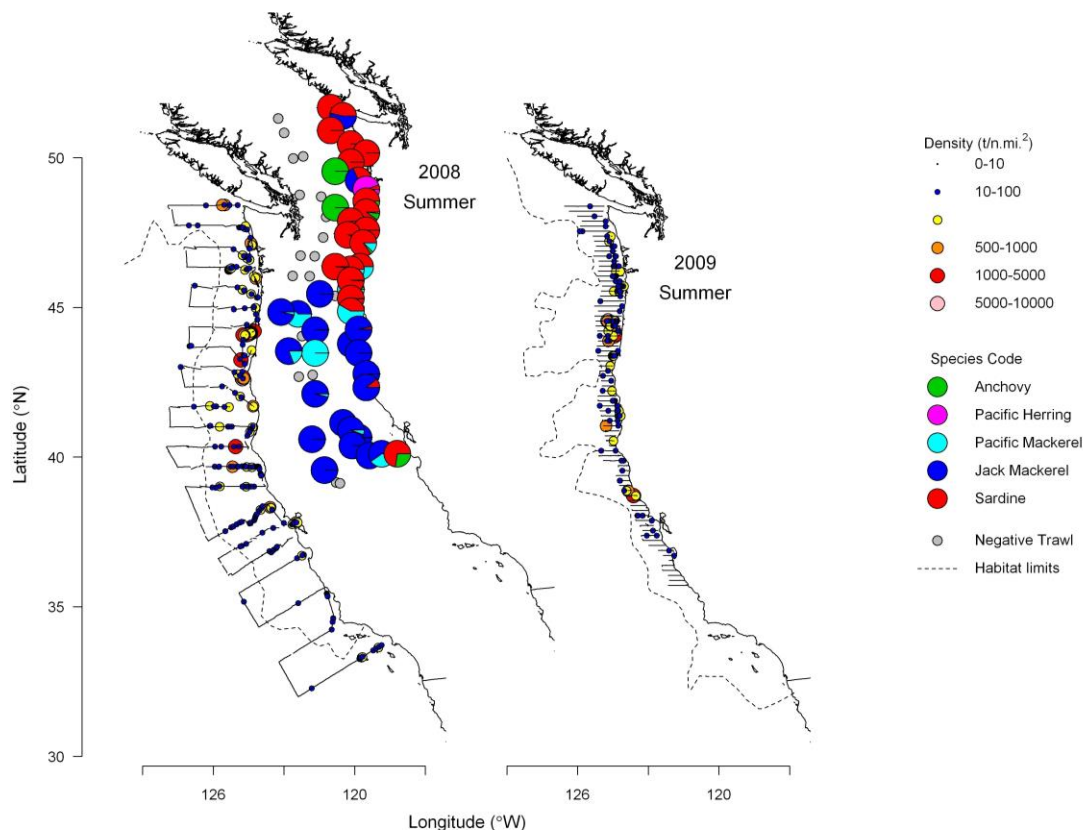 Density (t/n.mi.²)
0-10
10-100
500-1000
1000-5000
5000-10000
Species Code
Anchovy
Pacific Herring
Pacific Mackerel
Jack Mackerel
Sardine
Negative Trawl
Habitat limits
2008
Summer
2009
Summer
50
45
40
35
30
Latitude (°N)
126
120
126
120
Longitude (°W)